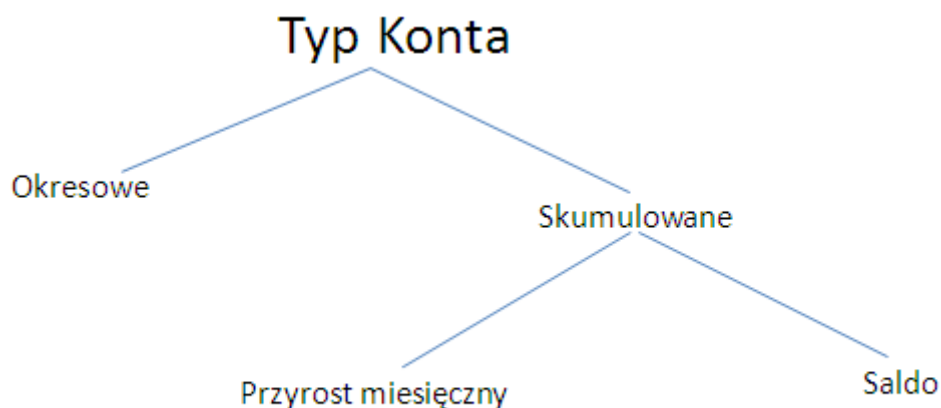 Typ Konta
Okresowe
Skumulowane
Przyrost miesięczny
Saldo